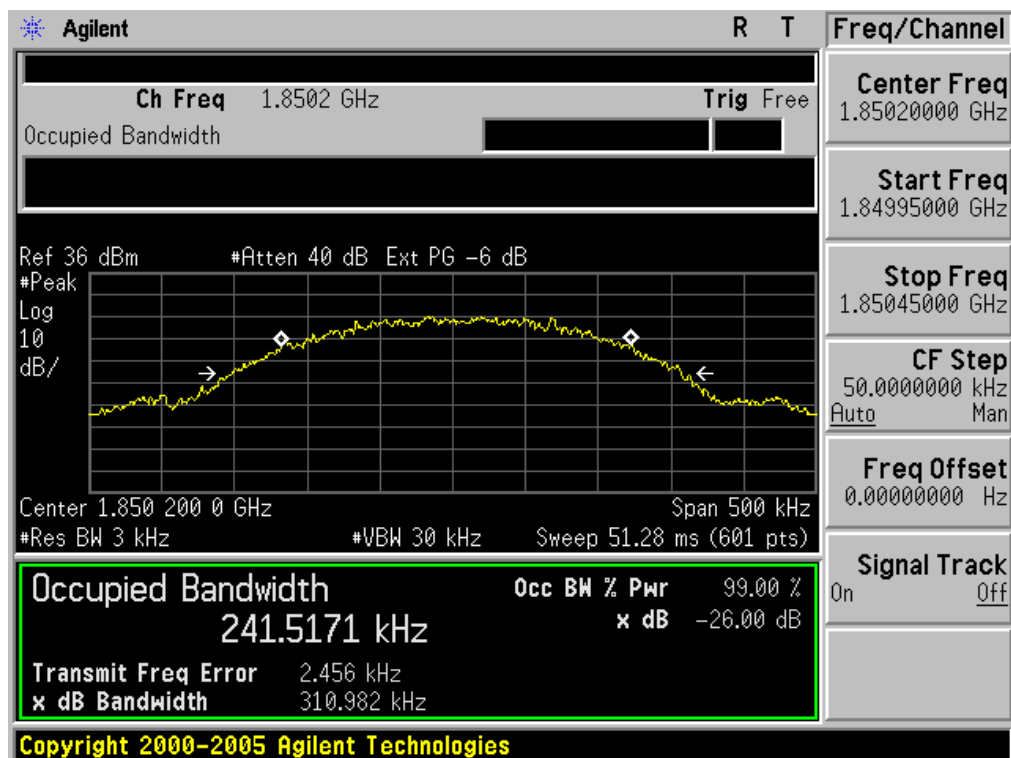 Agilent R T
Ch Freq 1.8502 GHz Trig Free
Occupied Bandwidth
Ref 36 dBm #Atten 40 dB Ext PG -6 dB
#Peak
Log
10
dB/
Center 1.850 200 0 GHz Span 500 kHz
#Res BW 3 kHz #VBW 30 kHz Sweep 51.28 ms (601 pts)
Occupied Bandwidth Occ BW % Pwr 99.00 %
241.5171 kHz x dB -26.00 dB
Transmit Freq Error 2.456 kHz
x dB Bandwidth 310.982 kHz
Copyright 2000-2005 Agilent Technologies
Freq/Channel
Center Freq
1.85020000 GHz
Start Freq
1.84995000 GHz
Stop Freq
1.85045000 GHz
CF Step
50.0000000 kHz
Auto Man
Freq Offset
0.00000000 Hz
Signal Track
On Off